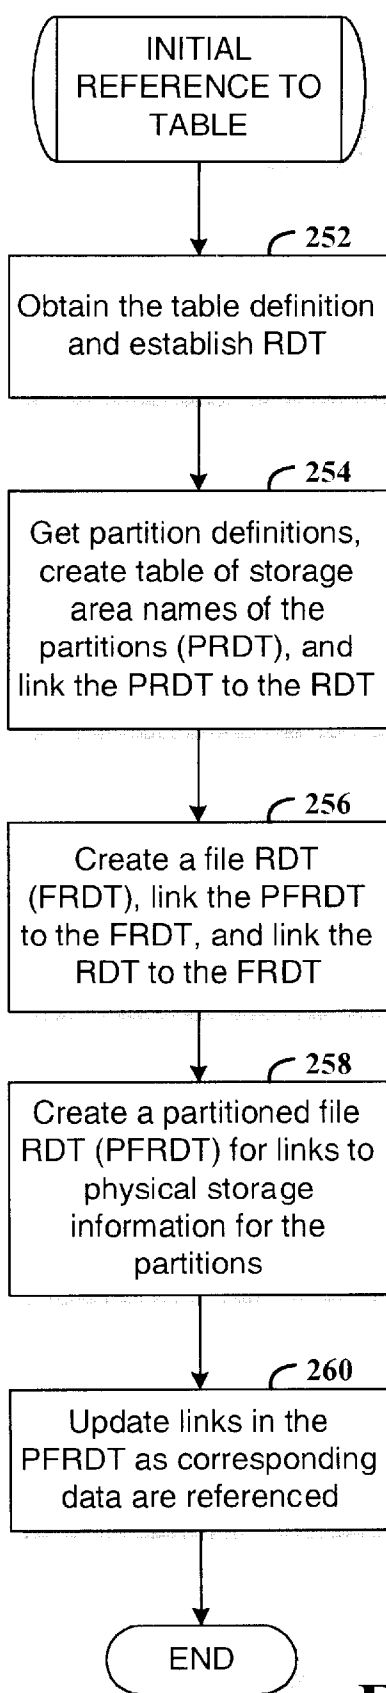 INITIAL
REFERENCE TO
TABLE
252
Obtain the table definition
and establish RDT
254
Get partition definitions,
create table of storage
area names of the
partitions (PRDT), and
link the PRDT to the RDT
256
Create a file RDT
(FRDT), link the PFRDT
to the FRDT, and link the
RDT to the FRDT
258
Create a partitioned file
RDT (PFRDT) for links to
physical storage
information for the
partitions
260
Update links in the
PFRDT as corresponding
data are referenced
END